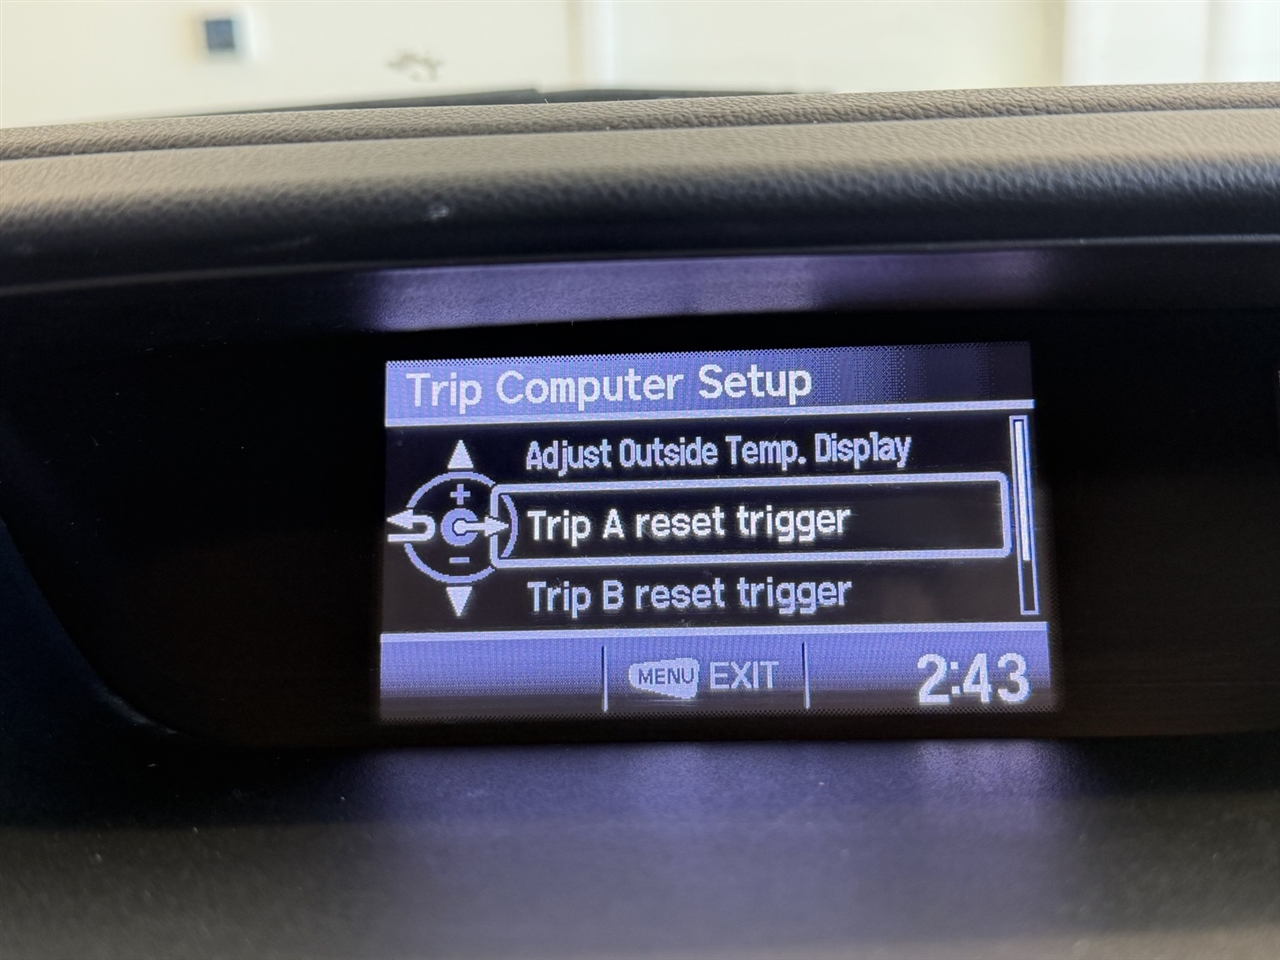 Trip Computer Setup
Adjust Outside Temp. Display
Trip A reset trigger
Trip B reset trigger
MENU EXIT
2:43